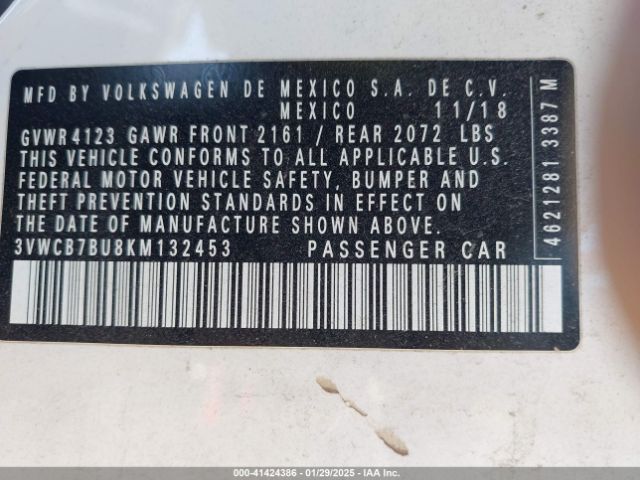 MFD BY VOLKSWAGEN DE MEXICO S.A. DE C.V.
MEXICO 11/18
GVWR 4123 GAWR FRONT 2161 / REAR 2072 LBS
THIS VEHICLE CONFORMS TO ALL APPLICABLE U.S.
FEDERAL MOTOR VEHICLE SAFETY, BUMPER AND
THEFT PREVENTION STANDARDS IN EFFECT ON
THE DATE OF MANUFACTURE SHOWN ABOVE.
3VWCB7BU8KM132453 PASSENGER CAR
4621281 3387 M
000-41424386 - 01/29/2025 - IAA Inc.